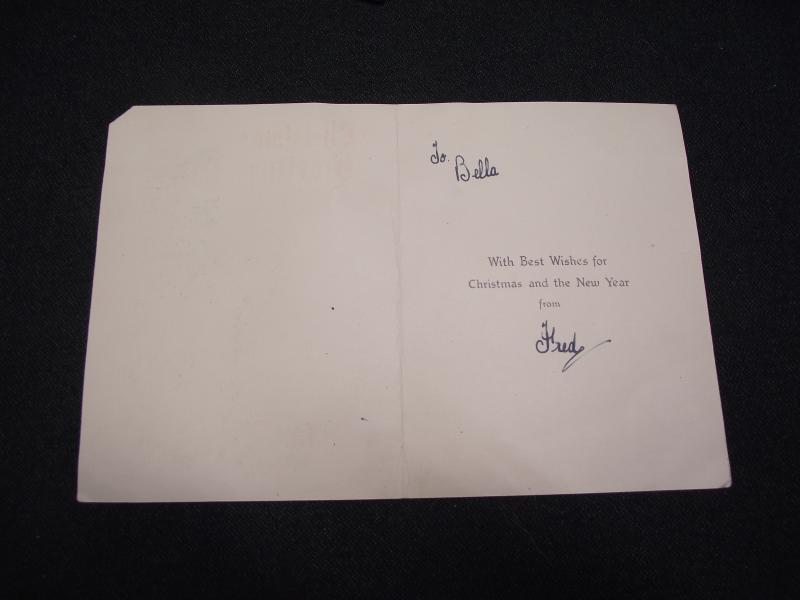 To.
Bella
With Best Wishes for
Christmas and the New Year
from
Fred